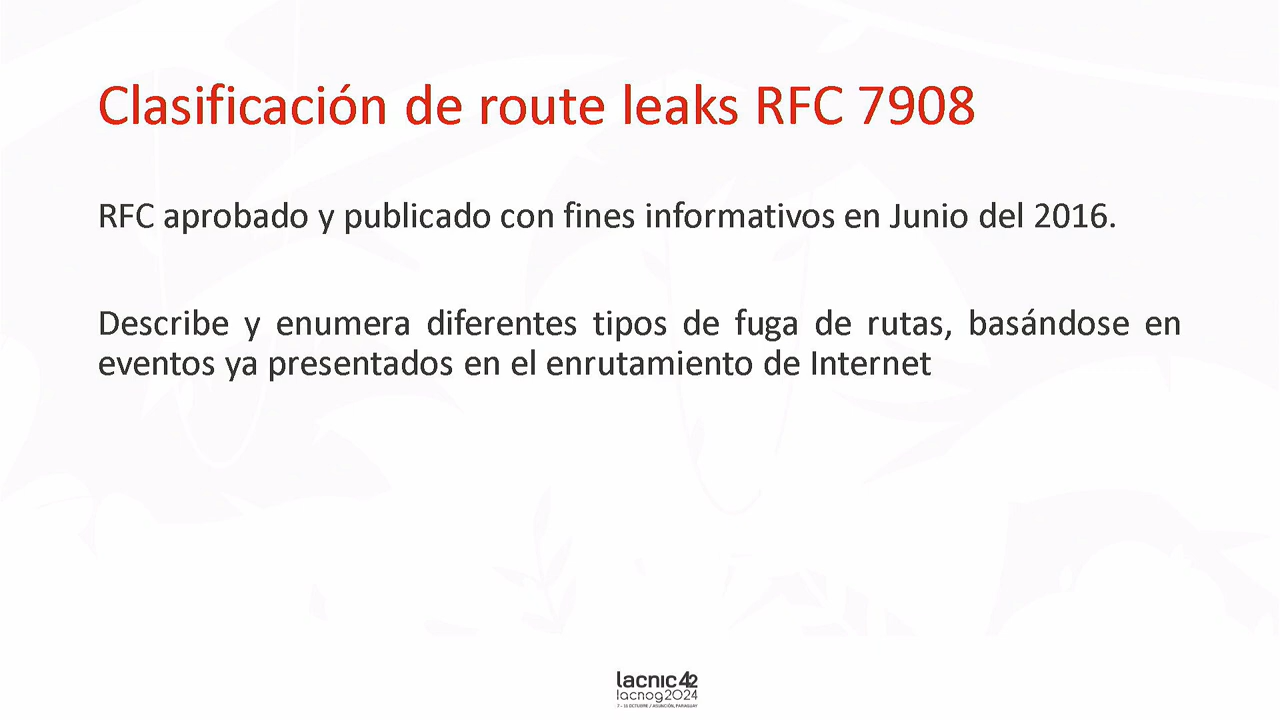 Clasificación de route leaks RFC 7908
RFC aprobado y publicado con fines informativos en Junio del 2016.
Describe y enumera diferentes tipos de fuga de rutas, basándose en
eventos ya presentados en el enrutamiento de Internet
lacnic42
lacnog2024
7 - 11 OCTUBRE / ASUNCIÓN, PARAGUAY